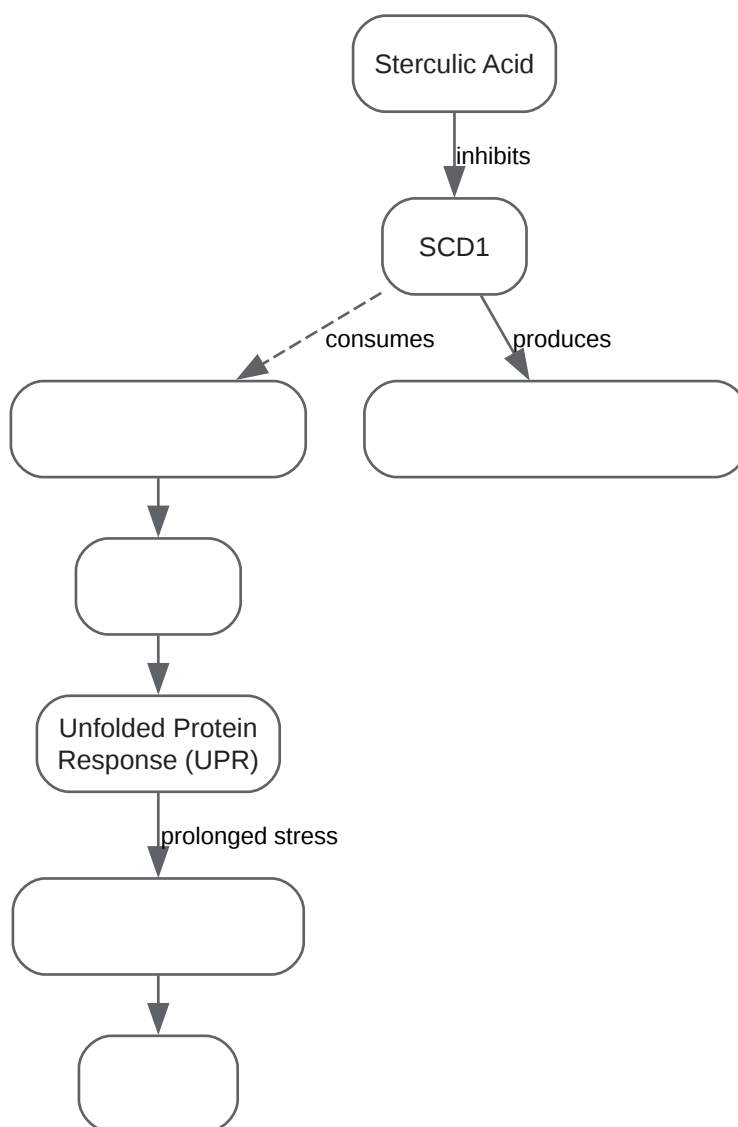 Sterculic Acid
inhibits
SCD1
consumes
produces
Unfolded Protein
Response (UPR)
prolonged stress